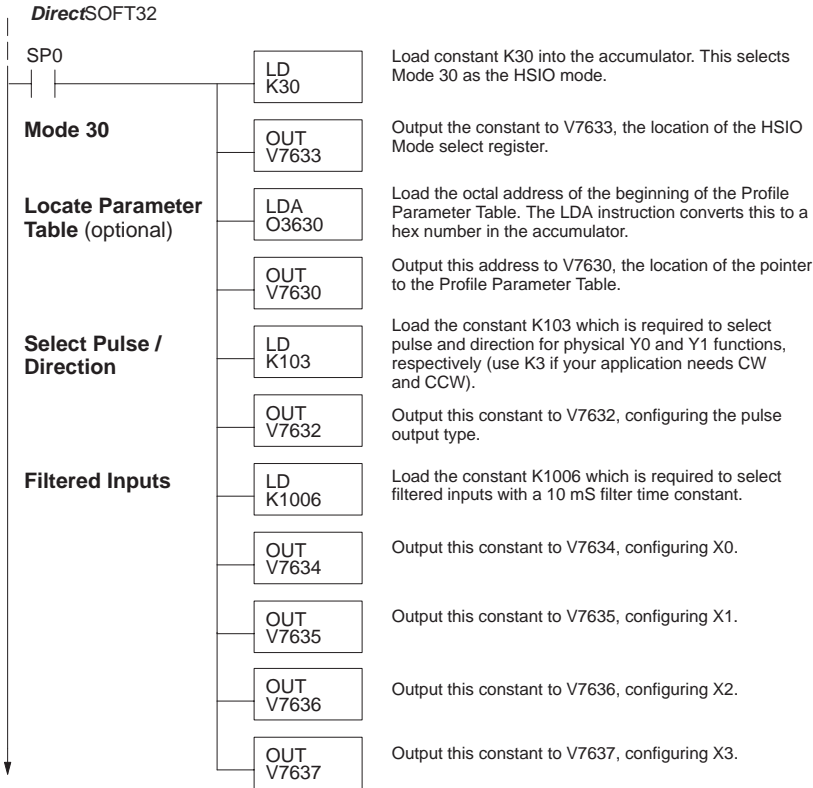 DirectSOFT32
SP0
LD
K30
Load constant K30 into the accumulator. This selects
Mode 30 as the HSIO mode.
Mode 30
OUT
V7633
Output the constant to V7633, the location of the HSIO
Mode select register.
Locate Parameter
Table (optional)
LDA
O3630
Load the octal address of the beginning of the Profile
Parameter Table. The LDA instruction converts this to a
hex number in the accumulator.
OUT
V7630
Output this address to V7630, the location of the pointer
to the Profile Parameter Table.
Select Pulse /
Direction
LD
K103
Load the constant K103 which is required to select
pulse and direction for physical Y0 and Y1 functions,
respectively (use K3 if your application needs CW
and CCW).
OUT
V7632
Output this constant to V7632, configuring the pulse
output type.
Filtered Inputs
LD
K1006
Load the constant K1006 which is required to select
filtered inputs with a 10 mS filter time constant.
OUT
V7634
Output this constant to V7634, configuring X0.
OUT
V7635
Output this constant to V7635, configuring X1.
OUT
V7636
Output this constant to V7636, configuring X2.
OUT
V7637
Output this constant to V7637, configuring X3.